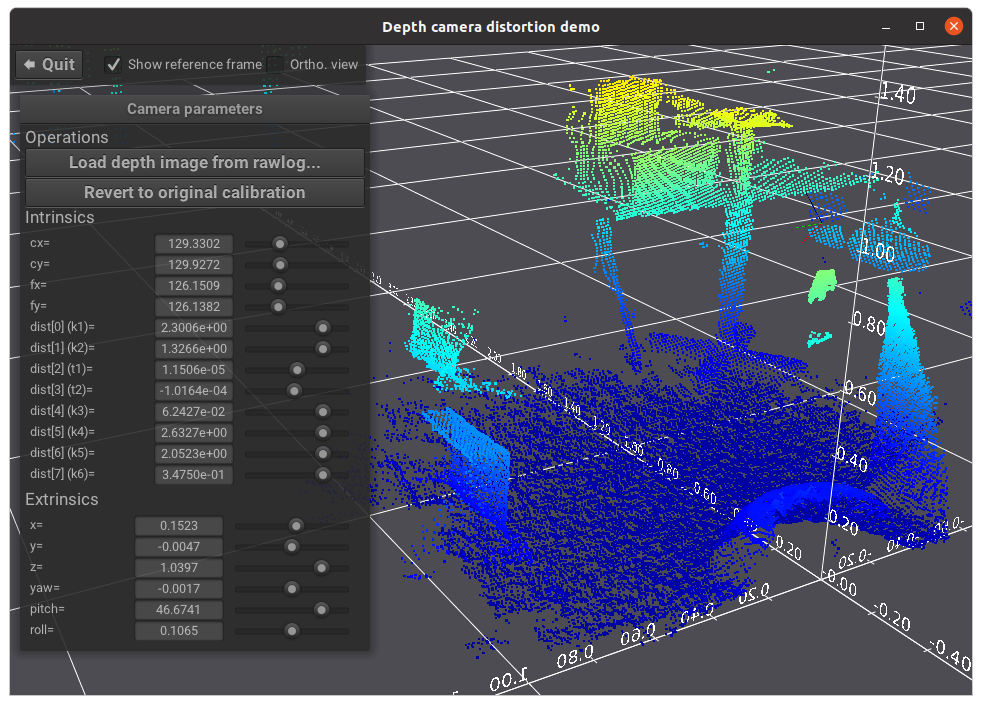 Depth camera distortion demo
Quit
Show reference frame
Ortho. view
Camera parameters
Operations
Load depth image from rawlog...
Revert to original calibration
Intrinsics
cx= 129.3302
cy= 129.9272
fx= 126.1509
fy= 126.1382
dist[0] (k1)= 2.3006e+00
dist[1] (k2)= 1.3266e+00
dist[2] (t1)= 1.1506e-05
dist[3] (t2)= -1.0164e-04
dist[4] (k3)= 6.2427e-02
dist[5] (k4)= 2.6327e+00
dist[6] (k5)= 2.0523e+00
dist[7] (k6)= 3.4750e-01
Extrinsics
x= 0.1523
y= -0.0047
z= 1.0397
yaw= -0.0017
pitch= 46.6741
roll= 0.1065
1.40
1.20
1.00
0.80
0.60
0.40
0.20
0.00
-0.20
-0.40
1.80
1.40
1.20
1.00
0.80
0.60
0.20
0.20
0.40
0.60
0.80
1.00
-0.20
-0.40